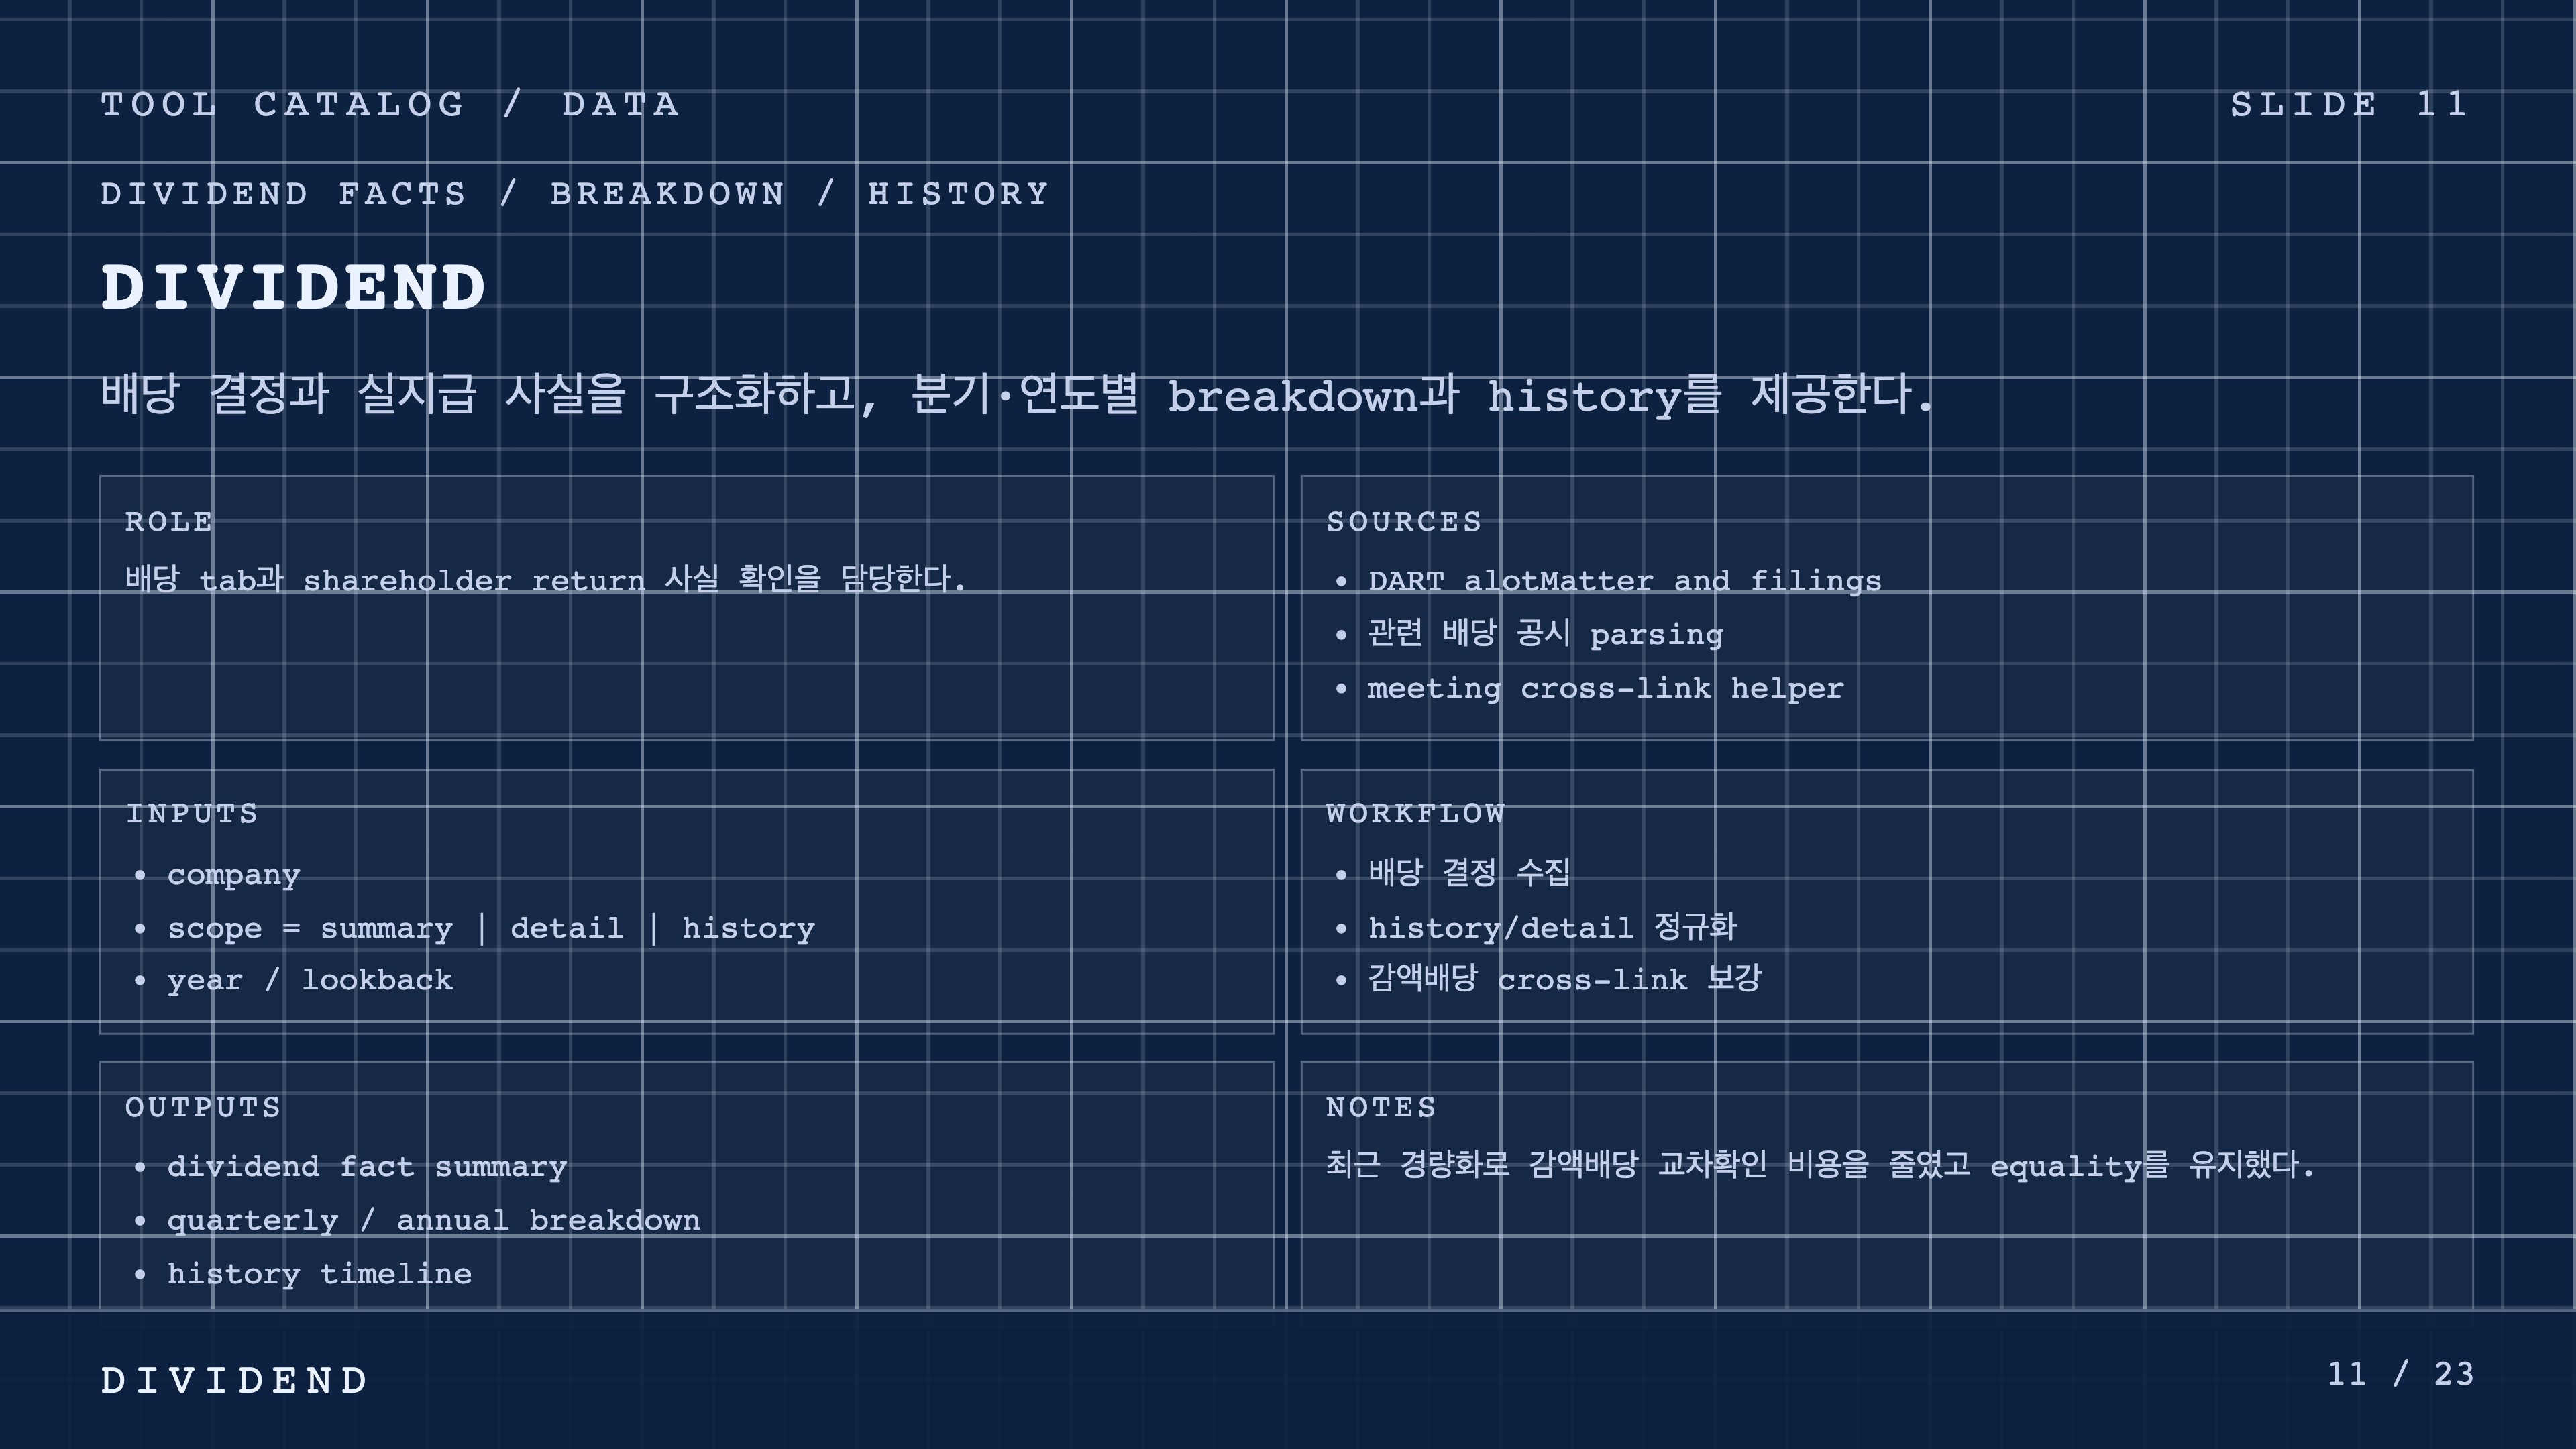 TOOL CATALOG / DATA
SLIDE 11
DIVIDEND FACTS / BREAKDOWN / HISTORY
DIVIDEND
배당 결정과 실지급 사실을 구조화하고, 분기·연도별 breakdown과 history를 제공한다.
ROLE
배당 tab과 shareholder return 사실 확인을 담당한다.
SOURCES
• DART alotMatter and filings
• 관련 배당 공시 parsing
• meeting cross-link helper
INPUTS
• company
• scope = summary | detail | history
• year / lookback
WORKFLOW
• 배당 결정 수집
• history/detail 정규화
• 감액배당 cross-link 보강
OUTPUTS
• dividend fact summary
• quarterly / annual breakdown
• history timeline
NOTES
최근 경량화로 감액배당 교차확인 비용을 줄였고 equality를 유지했다.
DIVIDEND
11 / 23